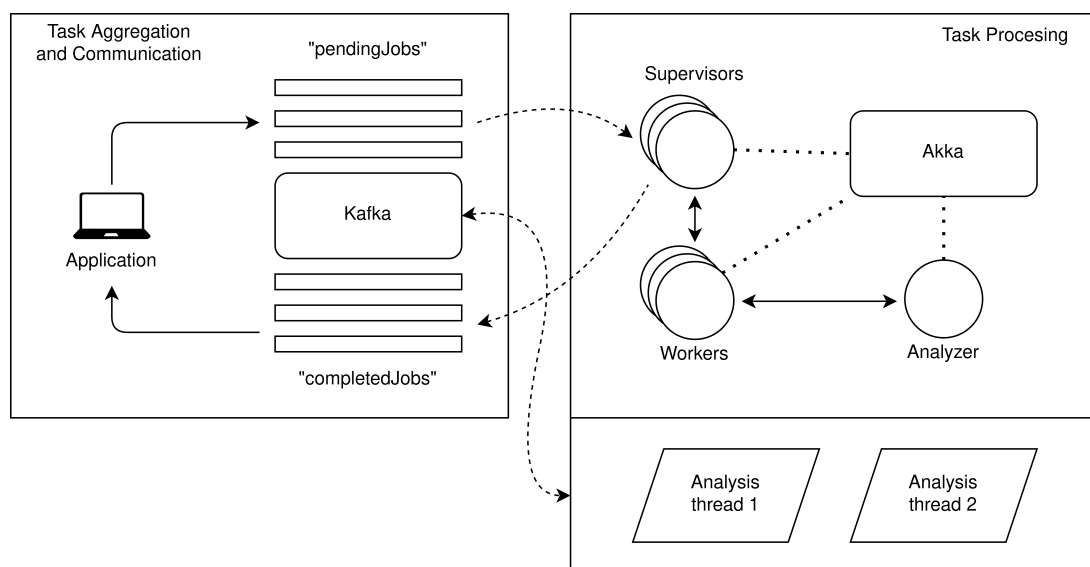 Task Aggregation
and Communication
"pendingJobs"
Kafka
Application
"completedJobs"
Task Procesing
Supervisors
Akka
Workers
Analyzer
Analysis
thread 1
Analysis
thread 2